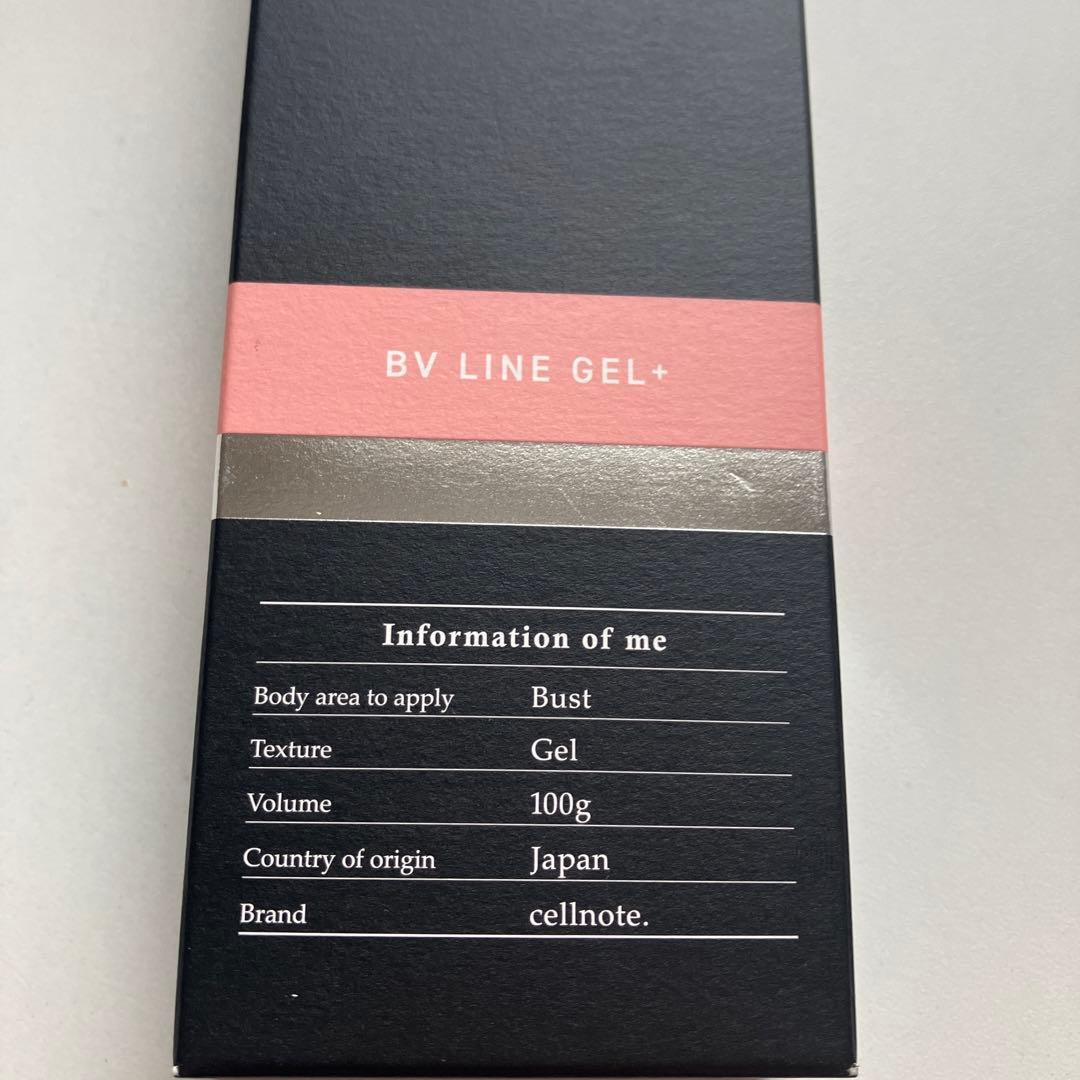 BV LINE GEL+
Information of me
Body area to apply Bust
Texture Gel
Volume 100g
Country of origin Japan
Brand cellnote.